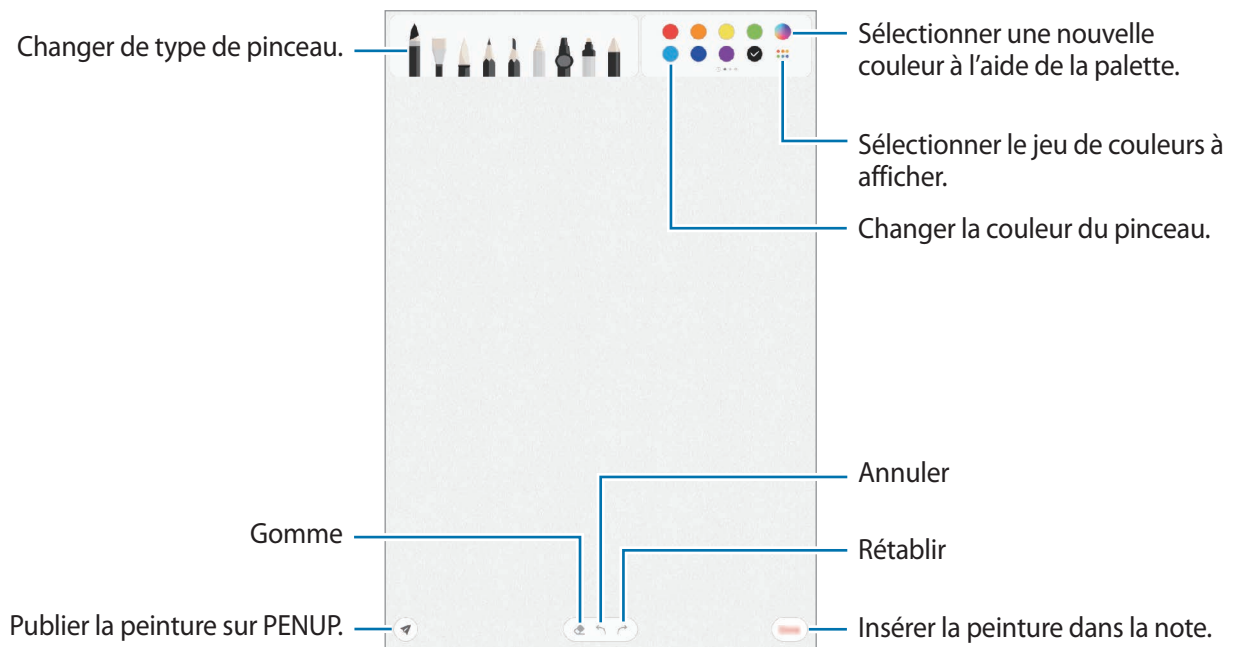 Changer de type de pinceau.
Sélectionner une nouvelle
couleur à l’aide de la palette.
Sélectionner le jeu de couleurs à
afficher.
Changer la couleur du pinceau.
Annuler
Gomme
Rétablir
Publier la peinture sur PENUP.
Insérer la peinture dans la note.